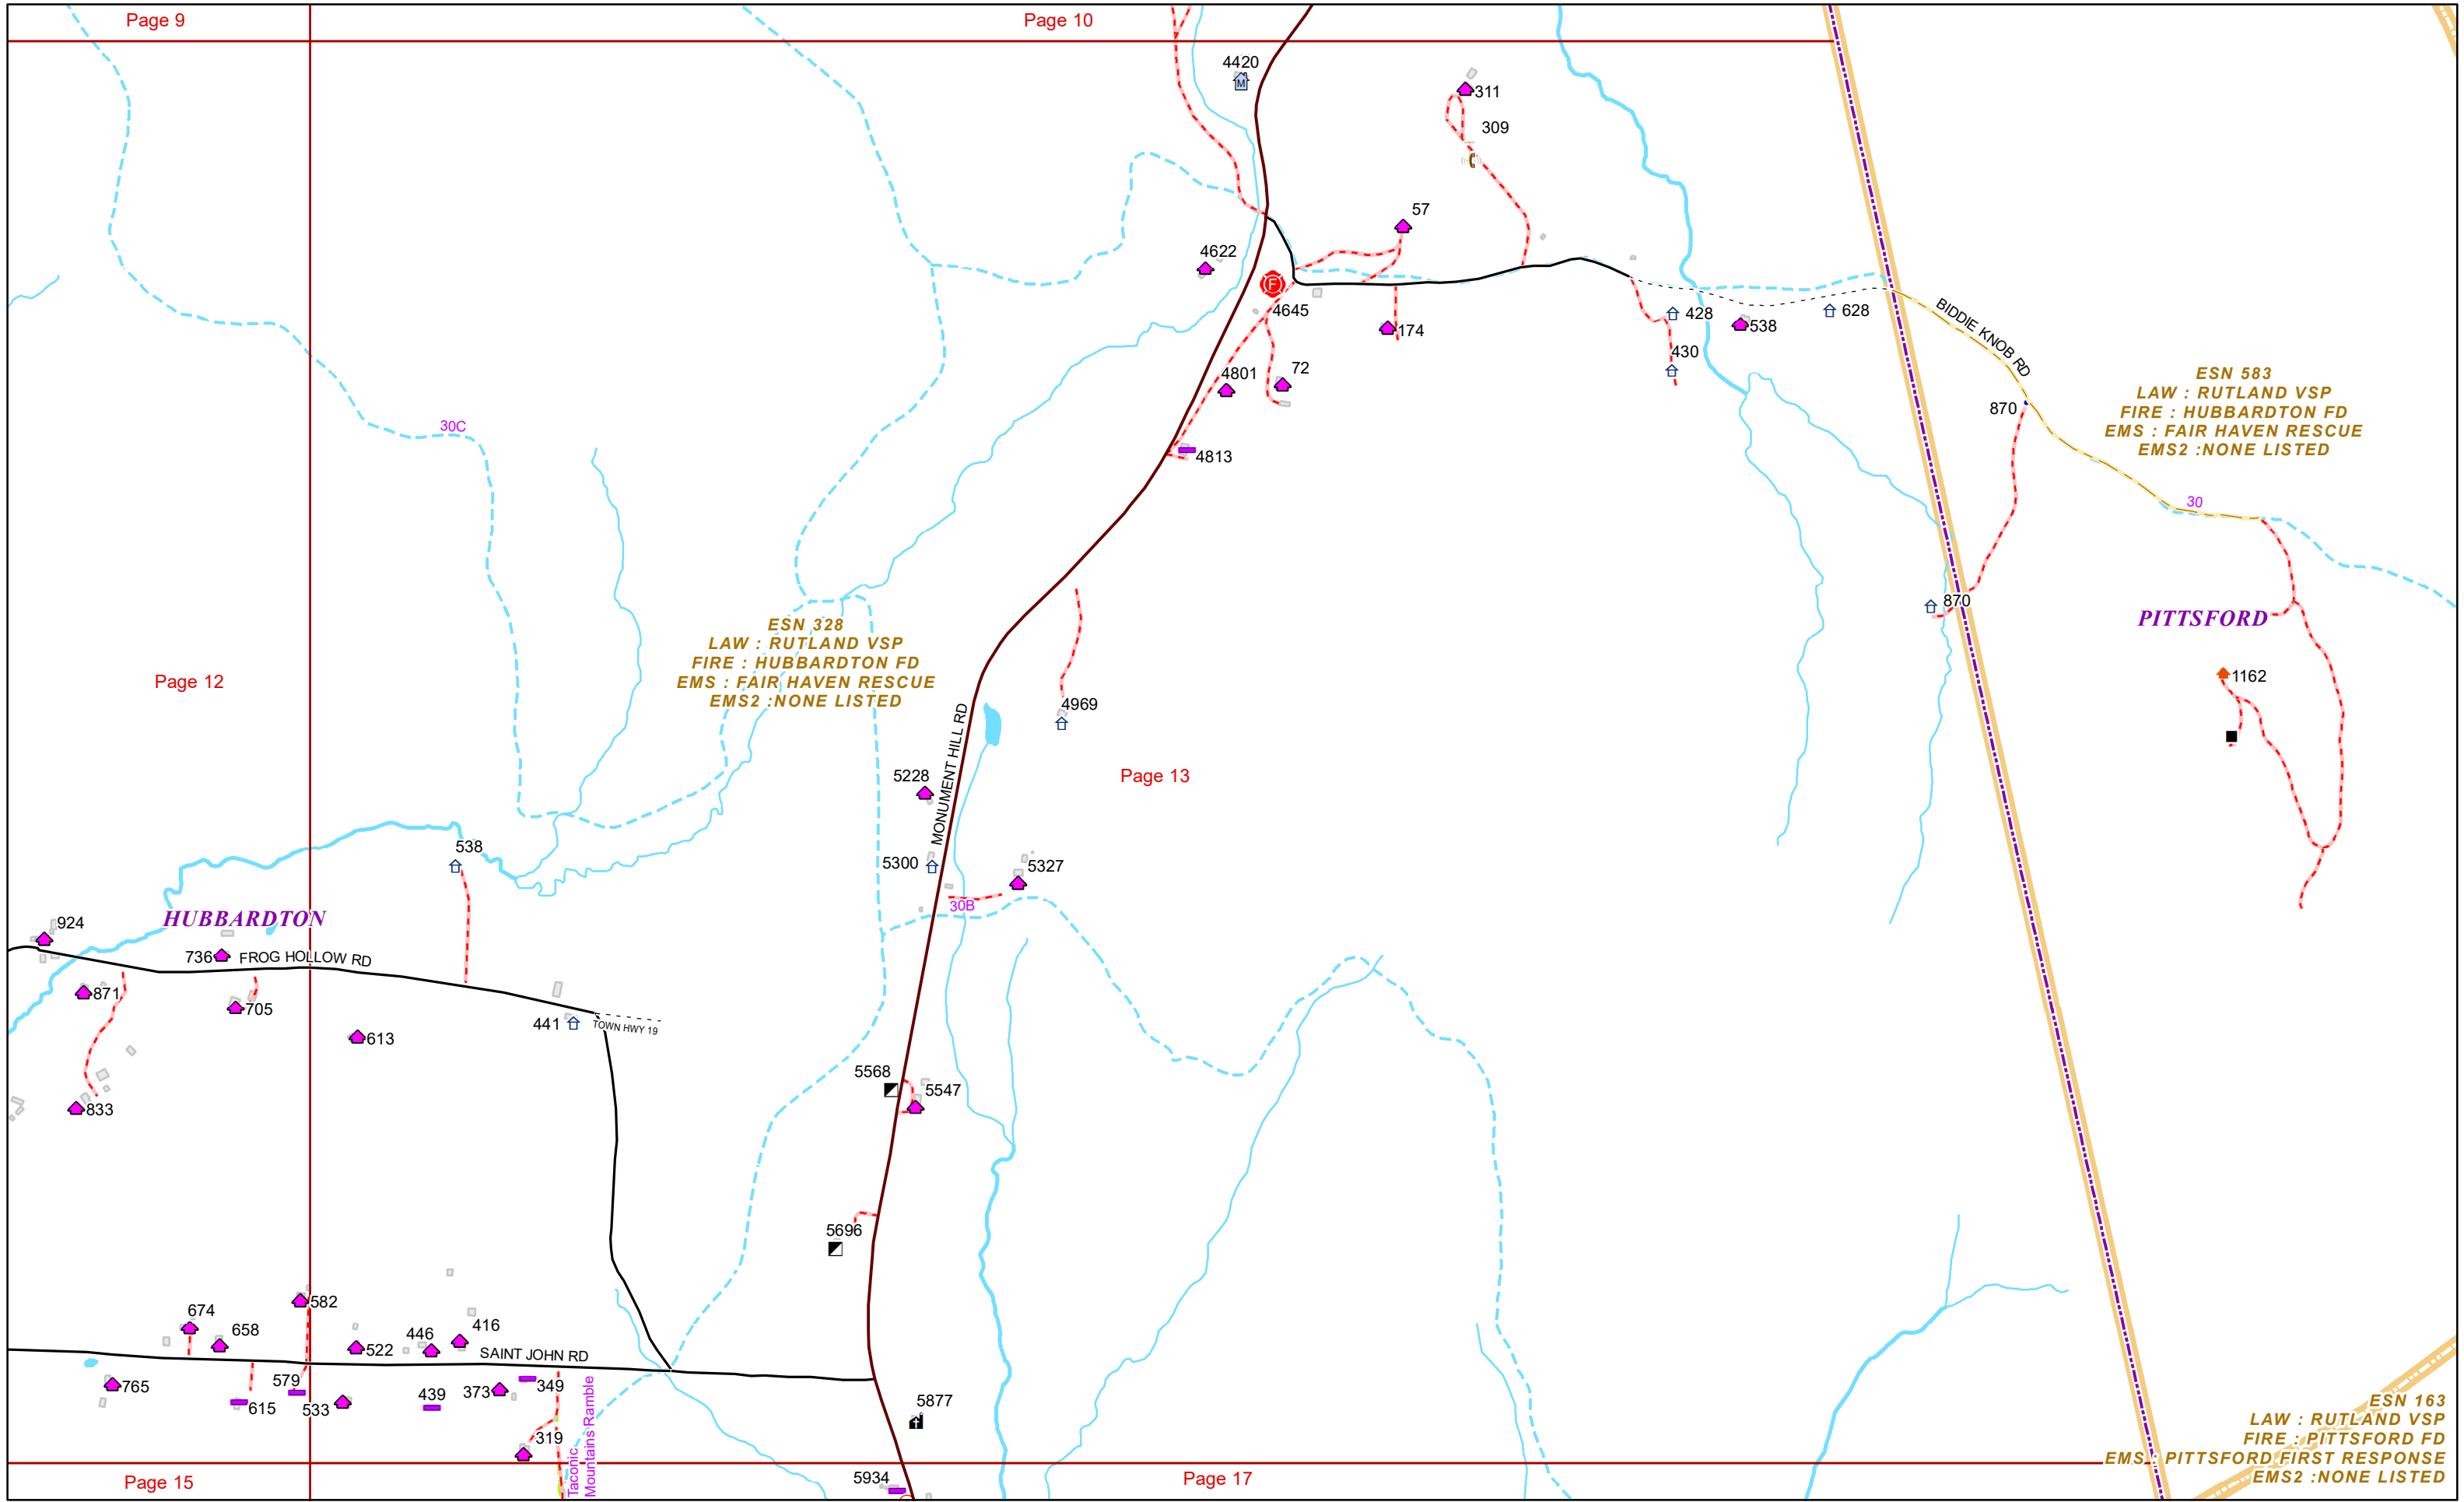 Page 9
Page 10
4420
M
311
309
57
4622
F
4645
174
428
538
628
430
BIDDIE KNOB RD
4801
72
870
ESN 583
LAW : RUTLAND VSP
FIRE : HUBBARDTON FD
EMS : FAIR HAVEN RESCUE
EMS2 :NONE LISTED
30C
4813
30
870
PITTSFORD
ESN 328
LAW : RUTLAND VSP
FIRE : HUBBARDTON FD
EMS : FAIR HAVEN RESCUE
EMS2 :NONE LISTED
Page 12
1162
4969
MONUMENT HILL RD
5228
Page 13
538
5300
5327
30B
924
HUBBARDTON
736
FROG HOLLOW RD
871
705
613
441
TOWN HWY 19
5568
5547
833
5696
582
674
658
522
446
416
SAINT JOHN RD
765
579
615
533
439
373
349
Taconic
Mountains Ramble
319
5877
ESN 163
LAW : RUTLAND VSP
FIRE : PITTSFORD FD
EMS : PITTSFORD FIRST RESPONSE
EMS2 :NONE LISTED
Page 15
5934
Page 17